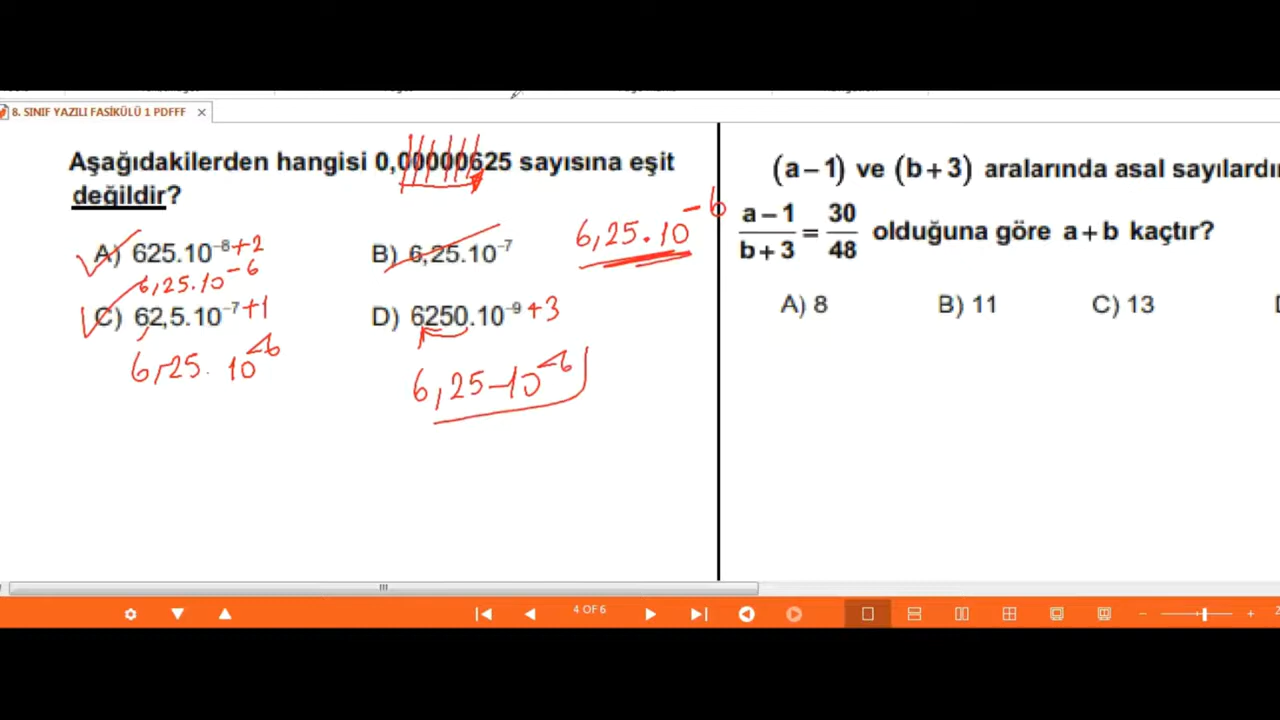 8. SINIF YAZILI FASİKÜLÜ 1 PDFFF
Aşağıdakilerden hangisi 0,00000625 sayısına eşit
değildir?
6,25.10⁻⁶
A) 625.10⁻⁸ +2
B) 6,25.10⁻⁷
6,25.10⁻⁶
C) 62,5.10⁻⁷ +1
D) 6250.10⁻⁹ +3
6,25. 10⁻⁶
6,25-10⁻⁶
(a−1) ve (b+3) aralarında asal sayılardı
a−1/b+3 = 30/48 olduğuna göre a+b kaçtır?
A) 8 B) 11 C) 13
4 OF 6